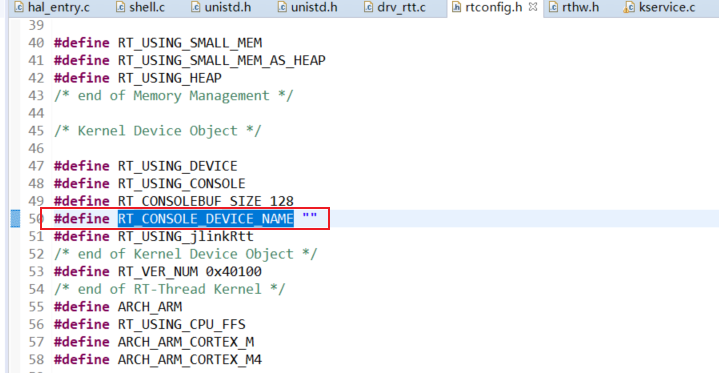 hal_entry.c shell.c unistd.h unistd.h drv_rtt.c rtconfig.h rthw.h kservice.c
39
40 #define RT_USING_SMALL_MEM
41 #define RT_USING_SMALL_MEM_AS_HEAP
42 #define RT_USING_HEAP
43 /* end of Memory Management */
44
45 /* Kernel Device Object */
46
47 #define RT_USING_DEVICE
48 #define RT_USING_CONSOLE
49 #define RT_CONSOLEBUF_SIZE 128
50 #define RT_CONSOLE_DEVICE_NAME ""
51 #define RT_USING_jlinkRtt
52 /* end of Kernel Device Object */
53 #define RT_VER_NUM 0x40100
54 /* end of RT-Thread Kernel */
55 #define ARCH_ARM
56 #define RT_USING_CPU_FFS
57 #define ARCH_ARM_CORTEX_M
58 #define ARCH_ARM_CORTEX_M4